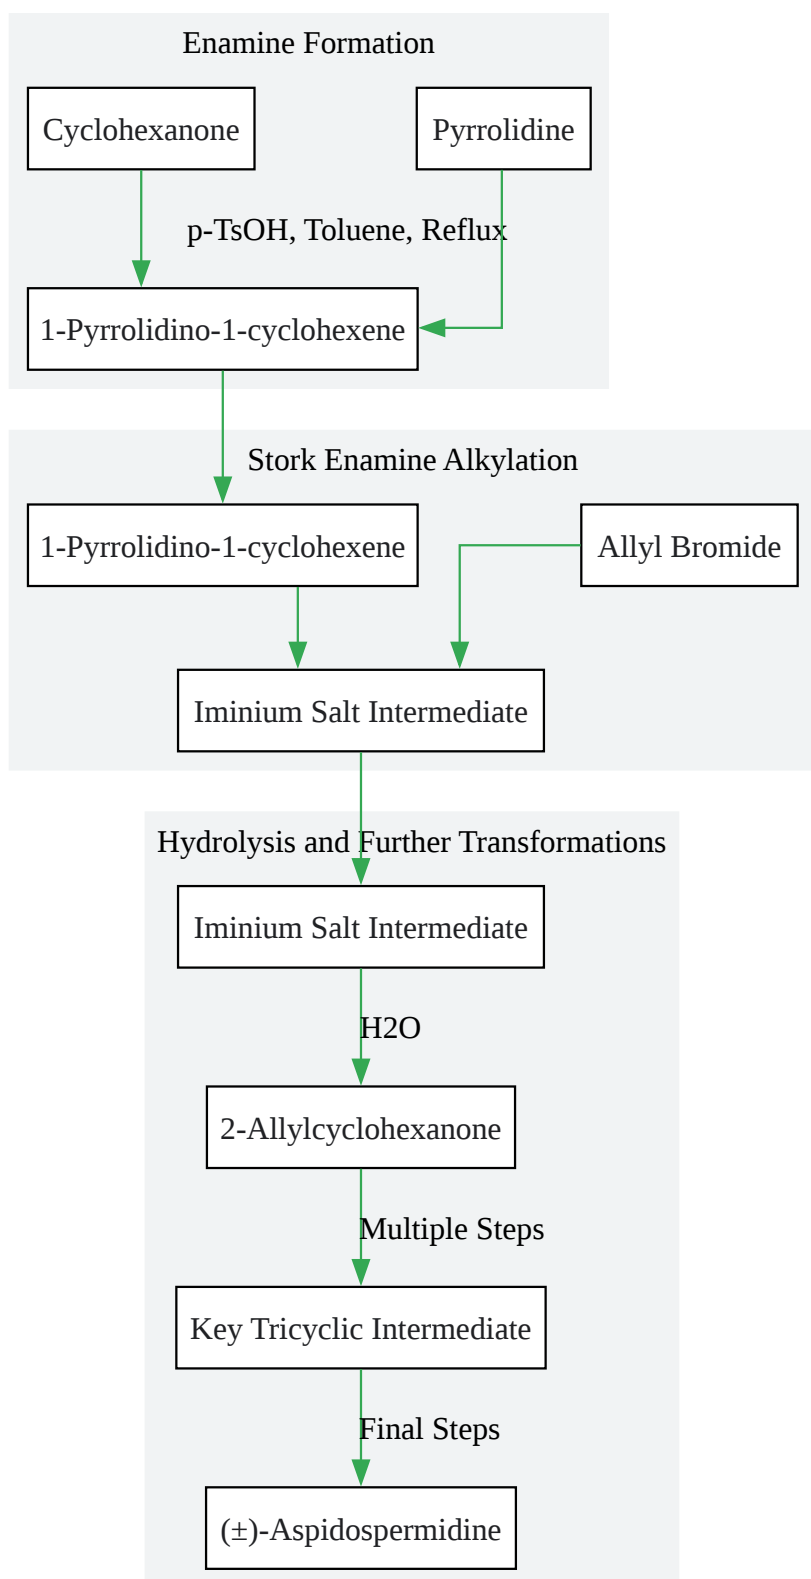 Enamine Formation
Cyclohexanone
Pyrrolidine
p-TsOH, Toluene, Reflux
1-Pyrrolidino-1-cyclohexene
Stork Enamine Alkylation
1-Pyrrolidino-1-cyclohexene
Allyl Bromide
Iminium Salt Intermediate
Hydrolysis and Further Transformations
Iminium Salt Intermediate
H2O
2-Allylcyclohexanone
Multiple Steps
Key Tricyclic Intermediate
Final Steps
(±)-Aspidospermidine